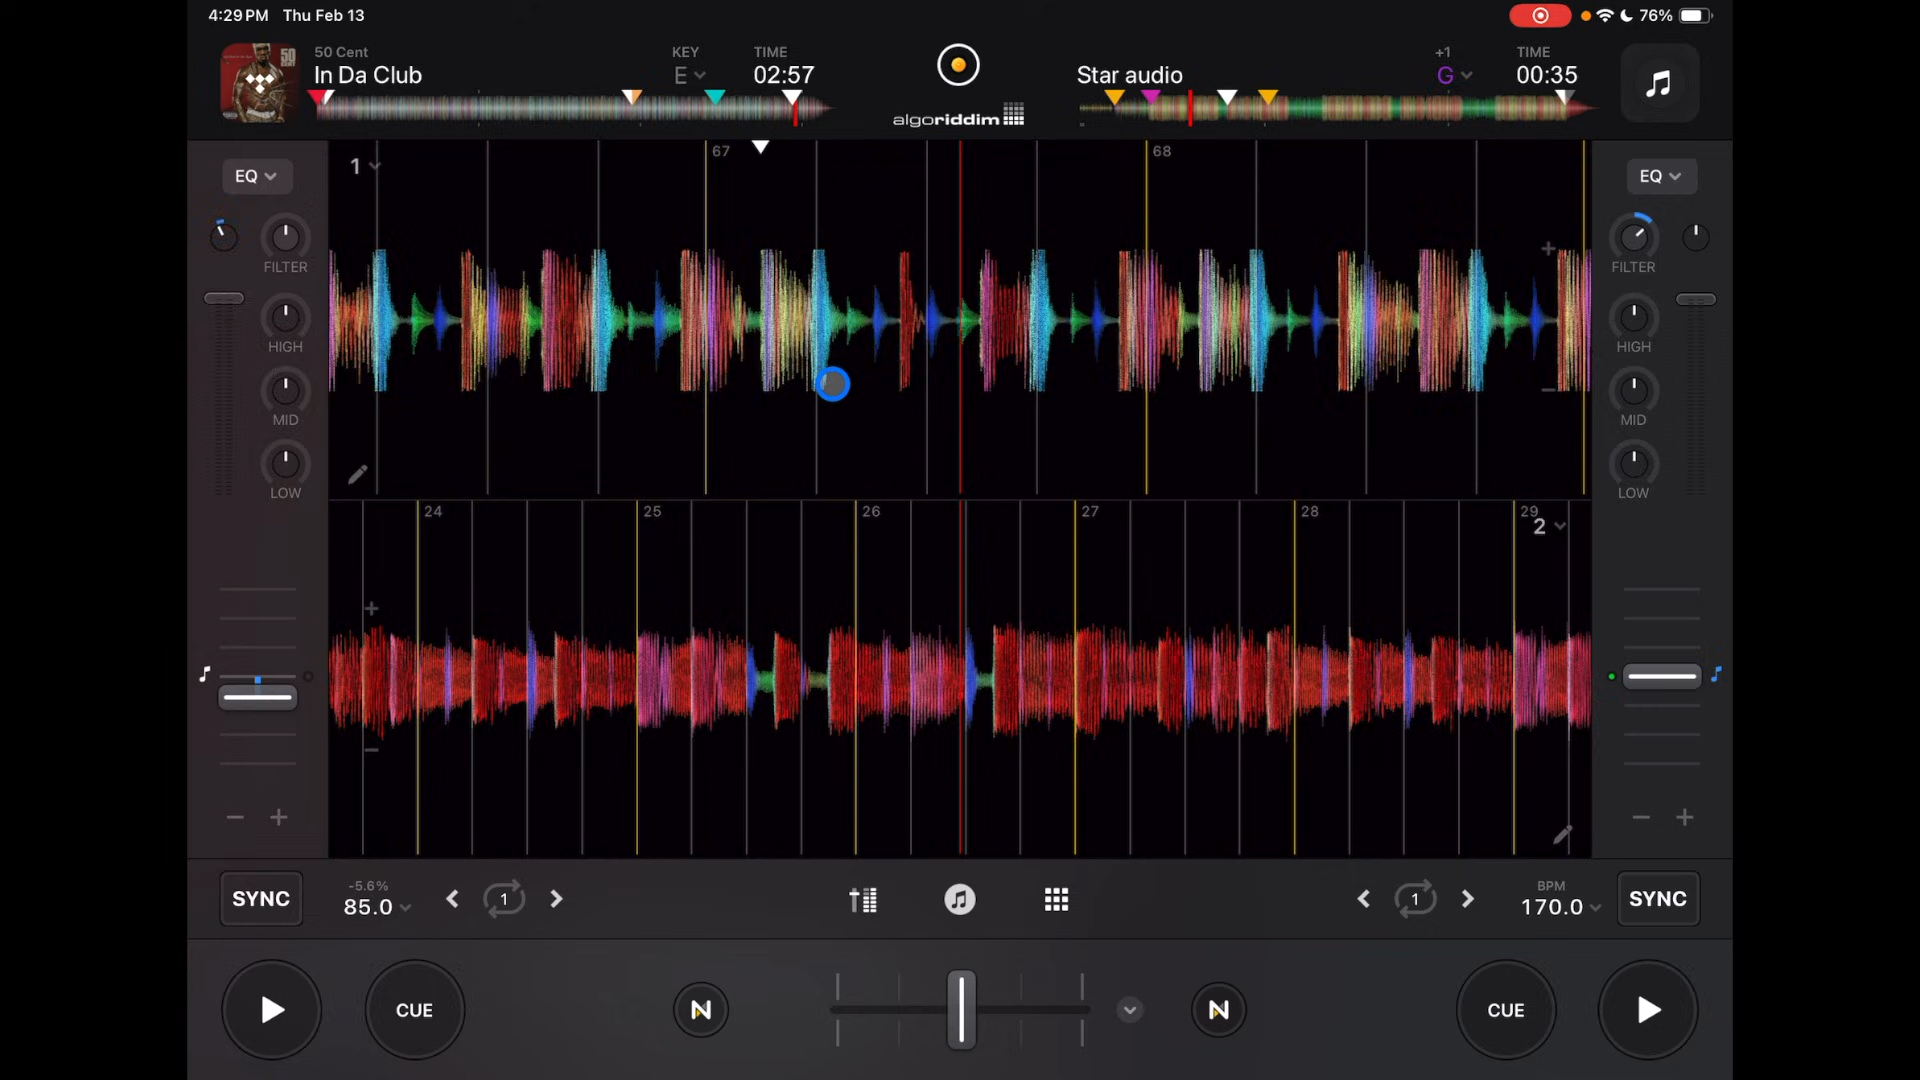 4:29 PM Thu Feb 13
76%
50 Cent
In Da Club
KEY
E
TIME
02:57
algoriddim
Star audio
+1
G
TIME
00:35
EQ
1
67
68
EQ
FILTER
FILTER
HIGH
HIGH
MID
MID
LOW
LOW
24
25
26
27
28
29
2
SYNC
-5.6%
85.0
1
1
BPM
170.0
SYNC
CUE
N
N
CUE